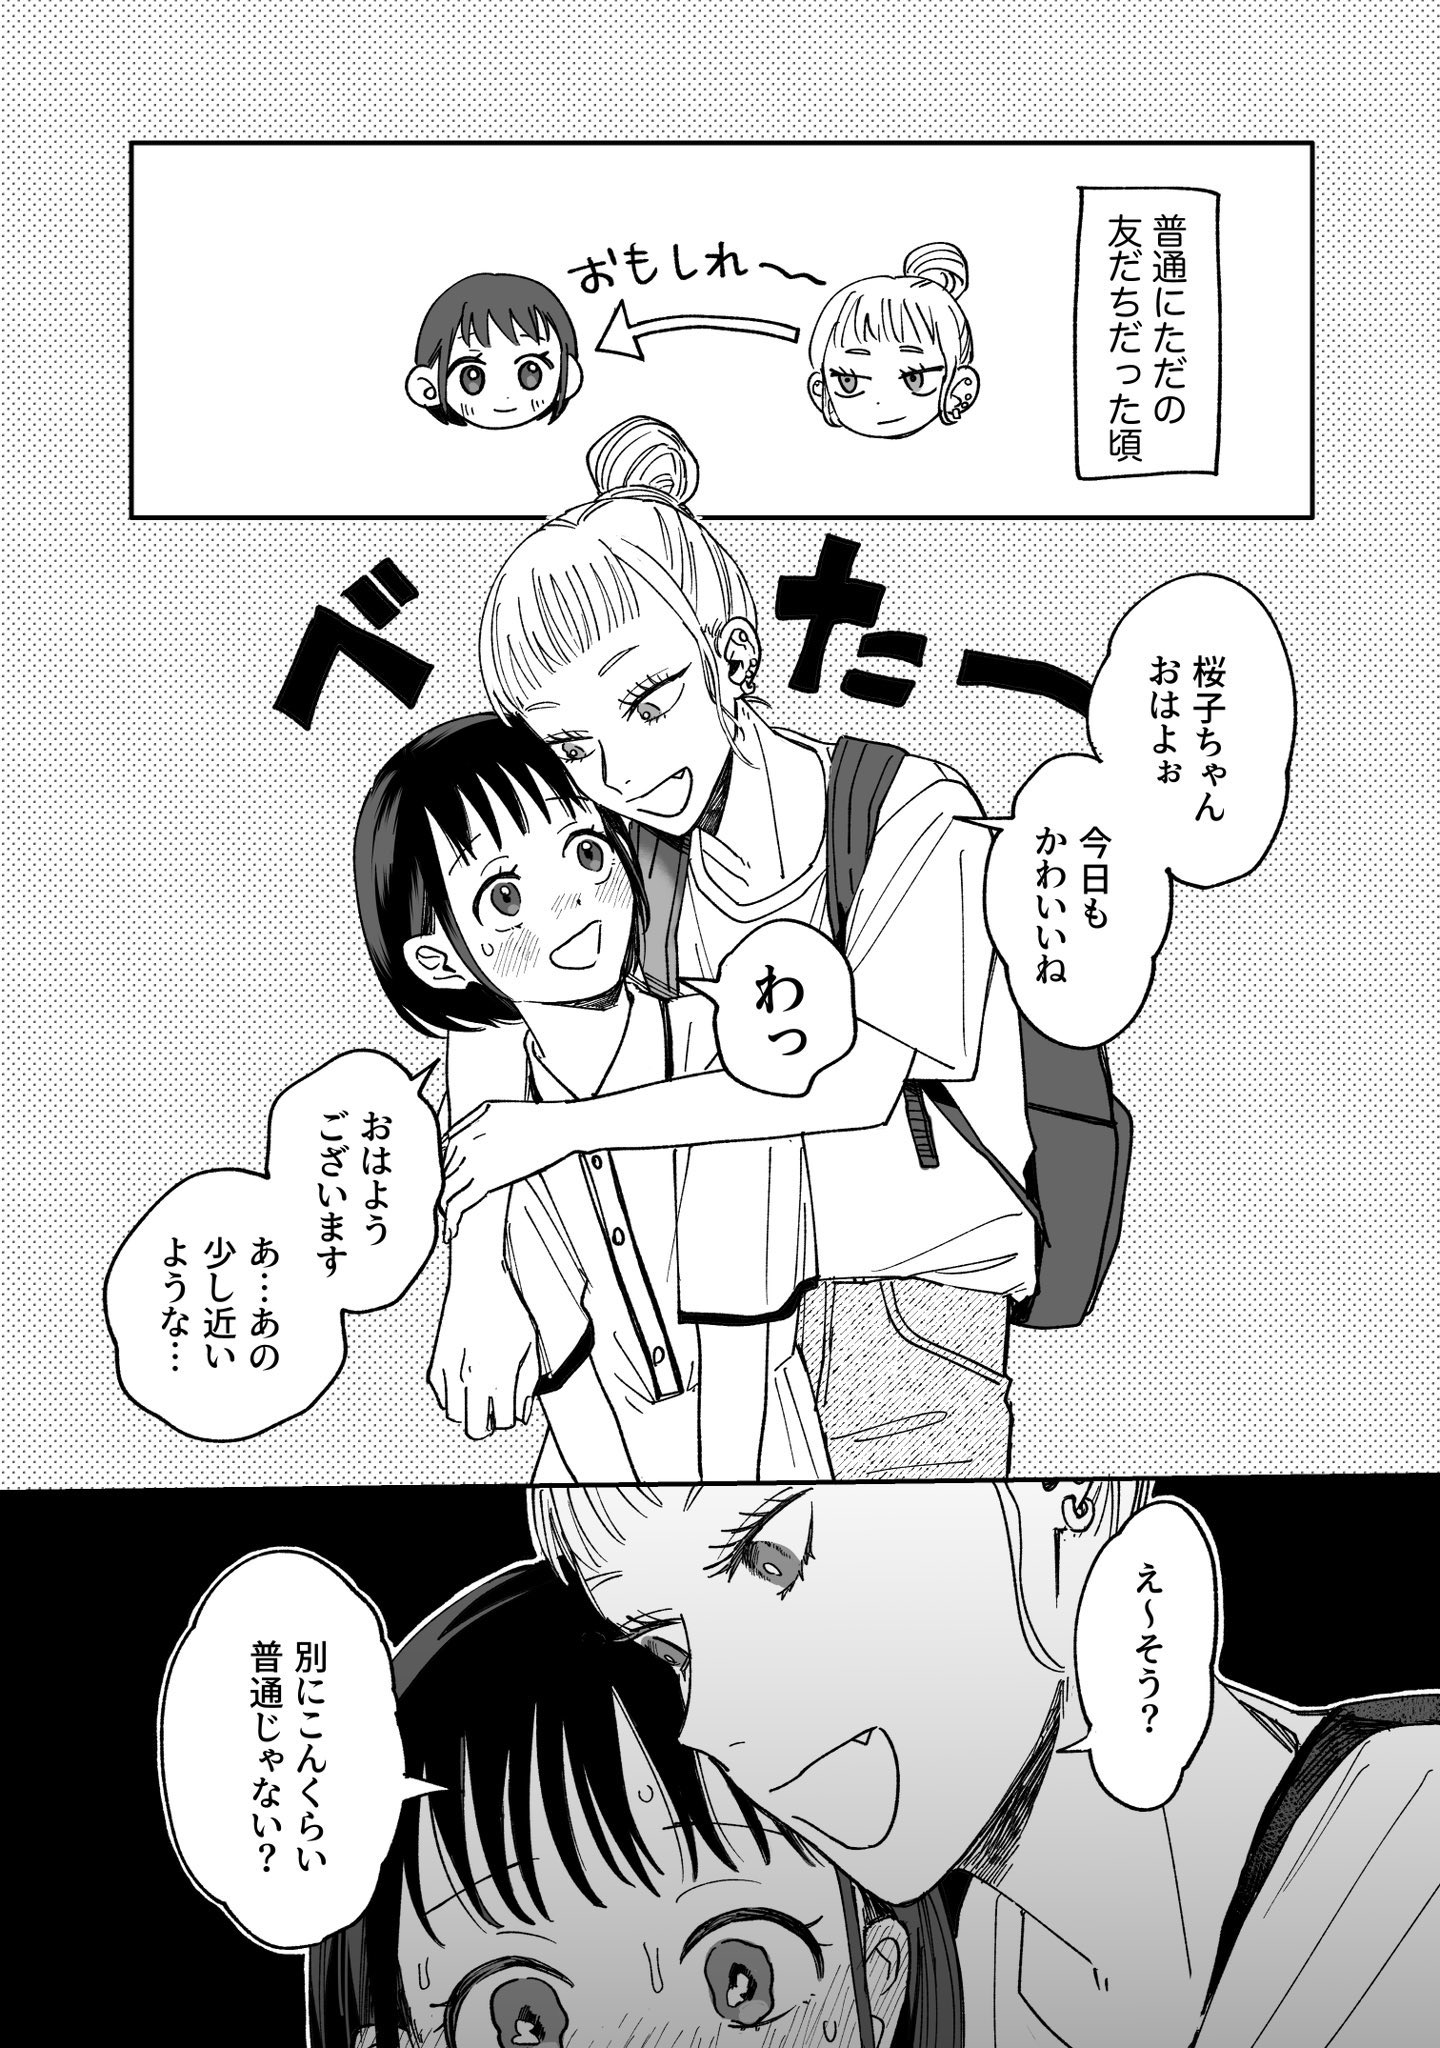 普通にただの
友だちだった頃
おもしれ〜
ベたー
桜子ちゃん
おはよぉ
今日も
かわいいね
わっ
おはよう
ございます
あ…あの
少し近い
ような…
え〜そう？
別にこんくらい
普通じゃない？